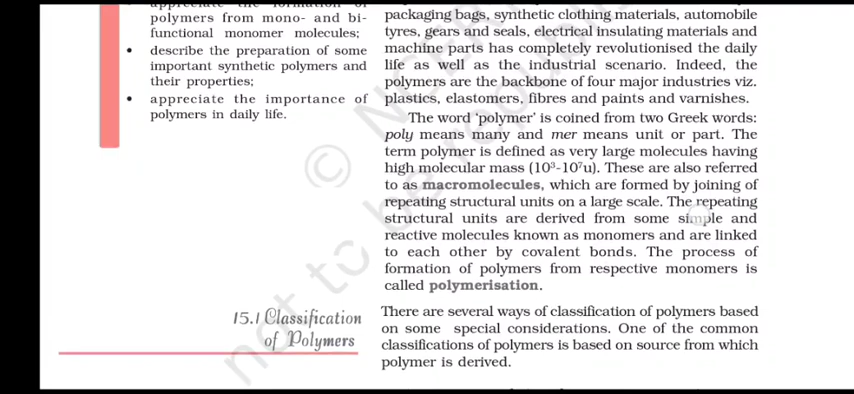 polymers from mono- and bi-
functional monomer molecules;
• describe the preparation of some
important synthetic polymers and
their properties;
• appreciate the importance of
polymers in daily life.
packaging bags, synthetic clothing materials, automobile
tyres, gears and seals, electrical insulating materials and
machine parts has completely revolutionised the daily
life as well as the industrial scenario. Indeed, the
polymers are the backbone of four major industries viz.
plastics, elastomers, fibres and paints and varnishes.
The word ‘polymer’ is coined from two Greek words:
poly means many and mer means unit or part. The
term polymer is defined as very large molecules having
high molecular mass (10³-10⁷u). These are also referred
to as macromolecules, which are formed by joining of
repeating structural units on a large scale. The repeating
structural units are derived from some simple and
reactive molecules known as monomers and are linked
to each other by covalent bonds. The process of
formation of polymers from respective monomers is
called polymerisation.
15.1 Classification
of Polymers
There are several ways of classification of polymers based
on some special considerations. One of the common
classifications of polymers is based on source from which
polymer is derived.
© NCER
not to be repub